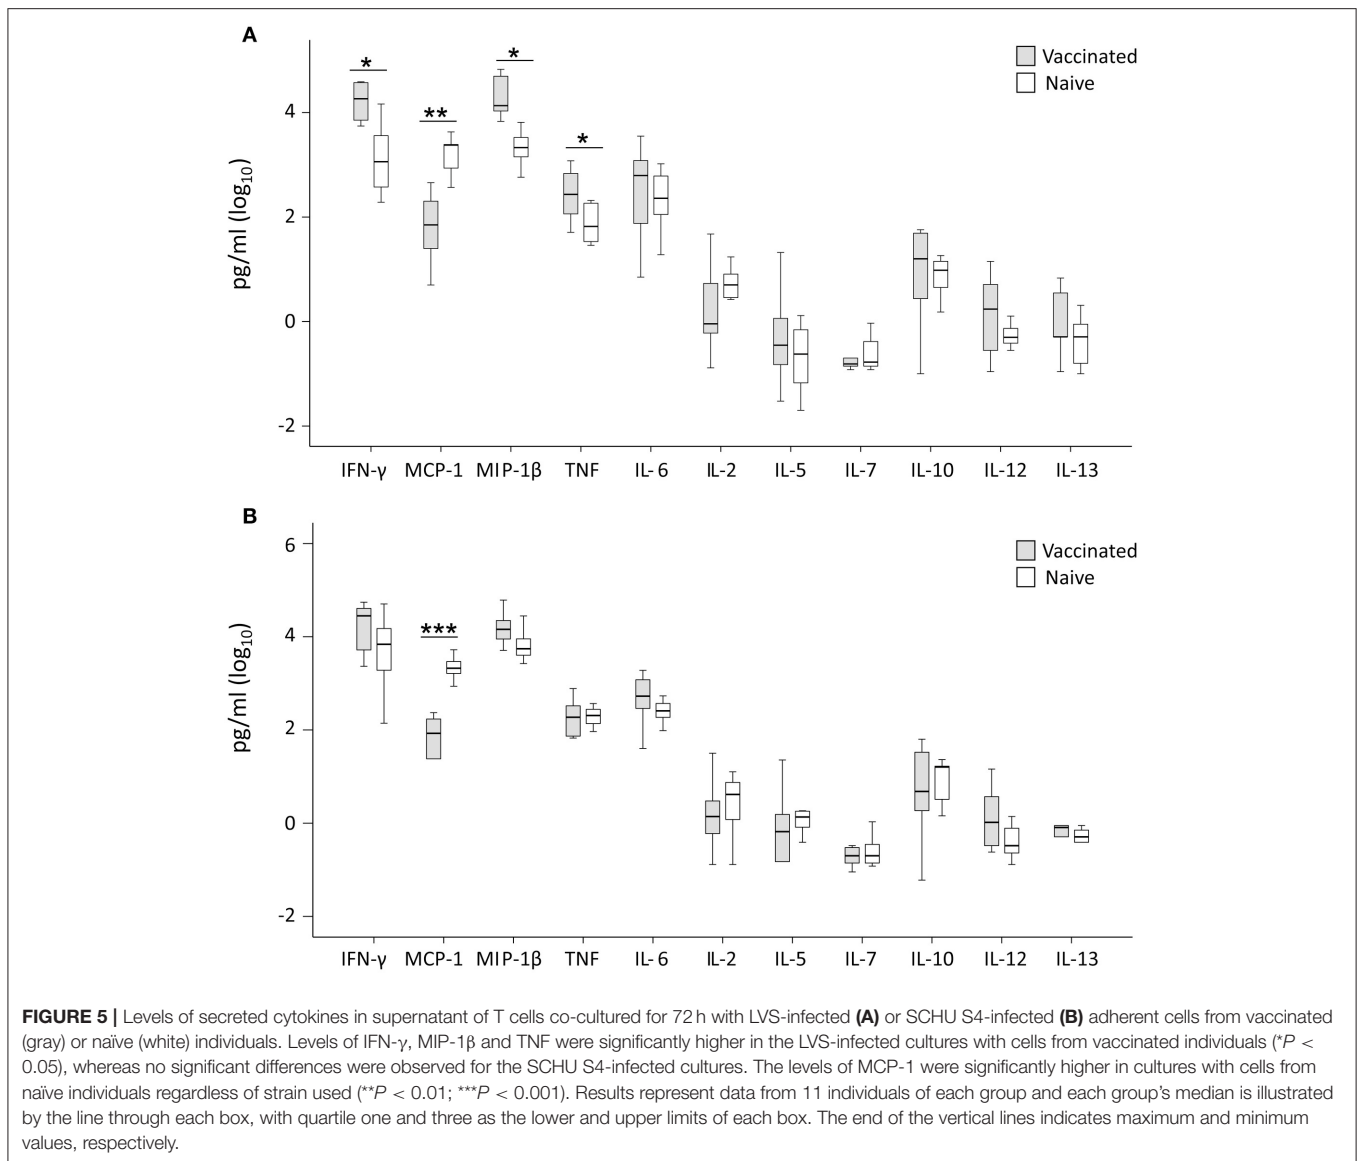 A
Vaccinated
Naive
*
**
*
*
4
2
0
-2
pg/ml (log10)
IFN-γ MCP-1 MIP-1β TNF IL-6 IL-2 IL-5 IL-7 IL-10 IL-12 IL-13
B
Vaccinated
Naive
***
6
4
2
0
-2
pg/ml (log10)
IFN-γ MCP-1 MIP-1β TNF IL-6 IL-2 IL-5 IL-7 IL-10 IL-12 IL-13
FIGURE 5 | Levels of secreted cytokines in supernatant of T cells co-cultured for 72 h with LVS-infected (A) or SCHU S4-infected (B) adherent cells from vaccinated
(gray) or naïve (white) individuals. Levels of IFN-γ, MIP-1β and TNF were significantly higher in the LVS-infected cultures with cells from vaccinated individuals (*P <
0.05), whereas no significant differences were observed for the SCHU S4-infected cultures. The levels of MCP-1 were significantly higher in cultures with cells from
naïve individuals regardless of strain used (**P < 0.01; ***P < 0.001). Results represent data from 11 individuals of each group and each group's median is illustrated
by the line through each box, with quartile one and three as the lower and upper limits of each box. The end of the vertical lines indicates maximum and minimum
values, respectively.